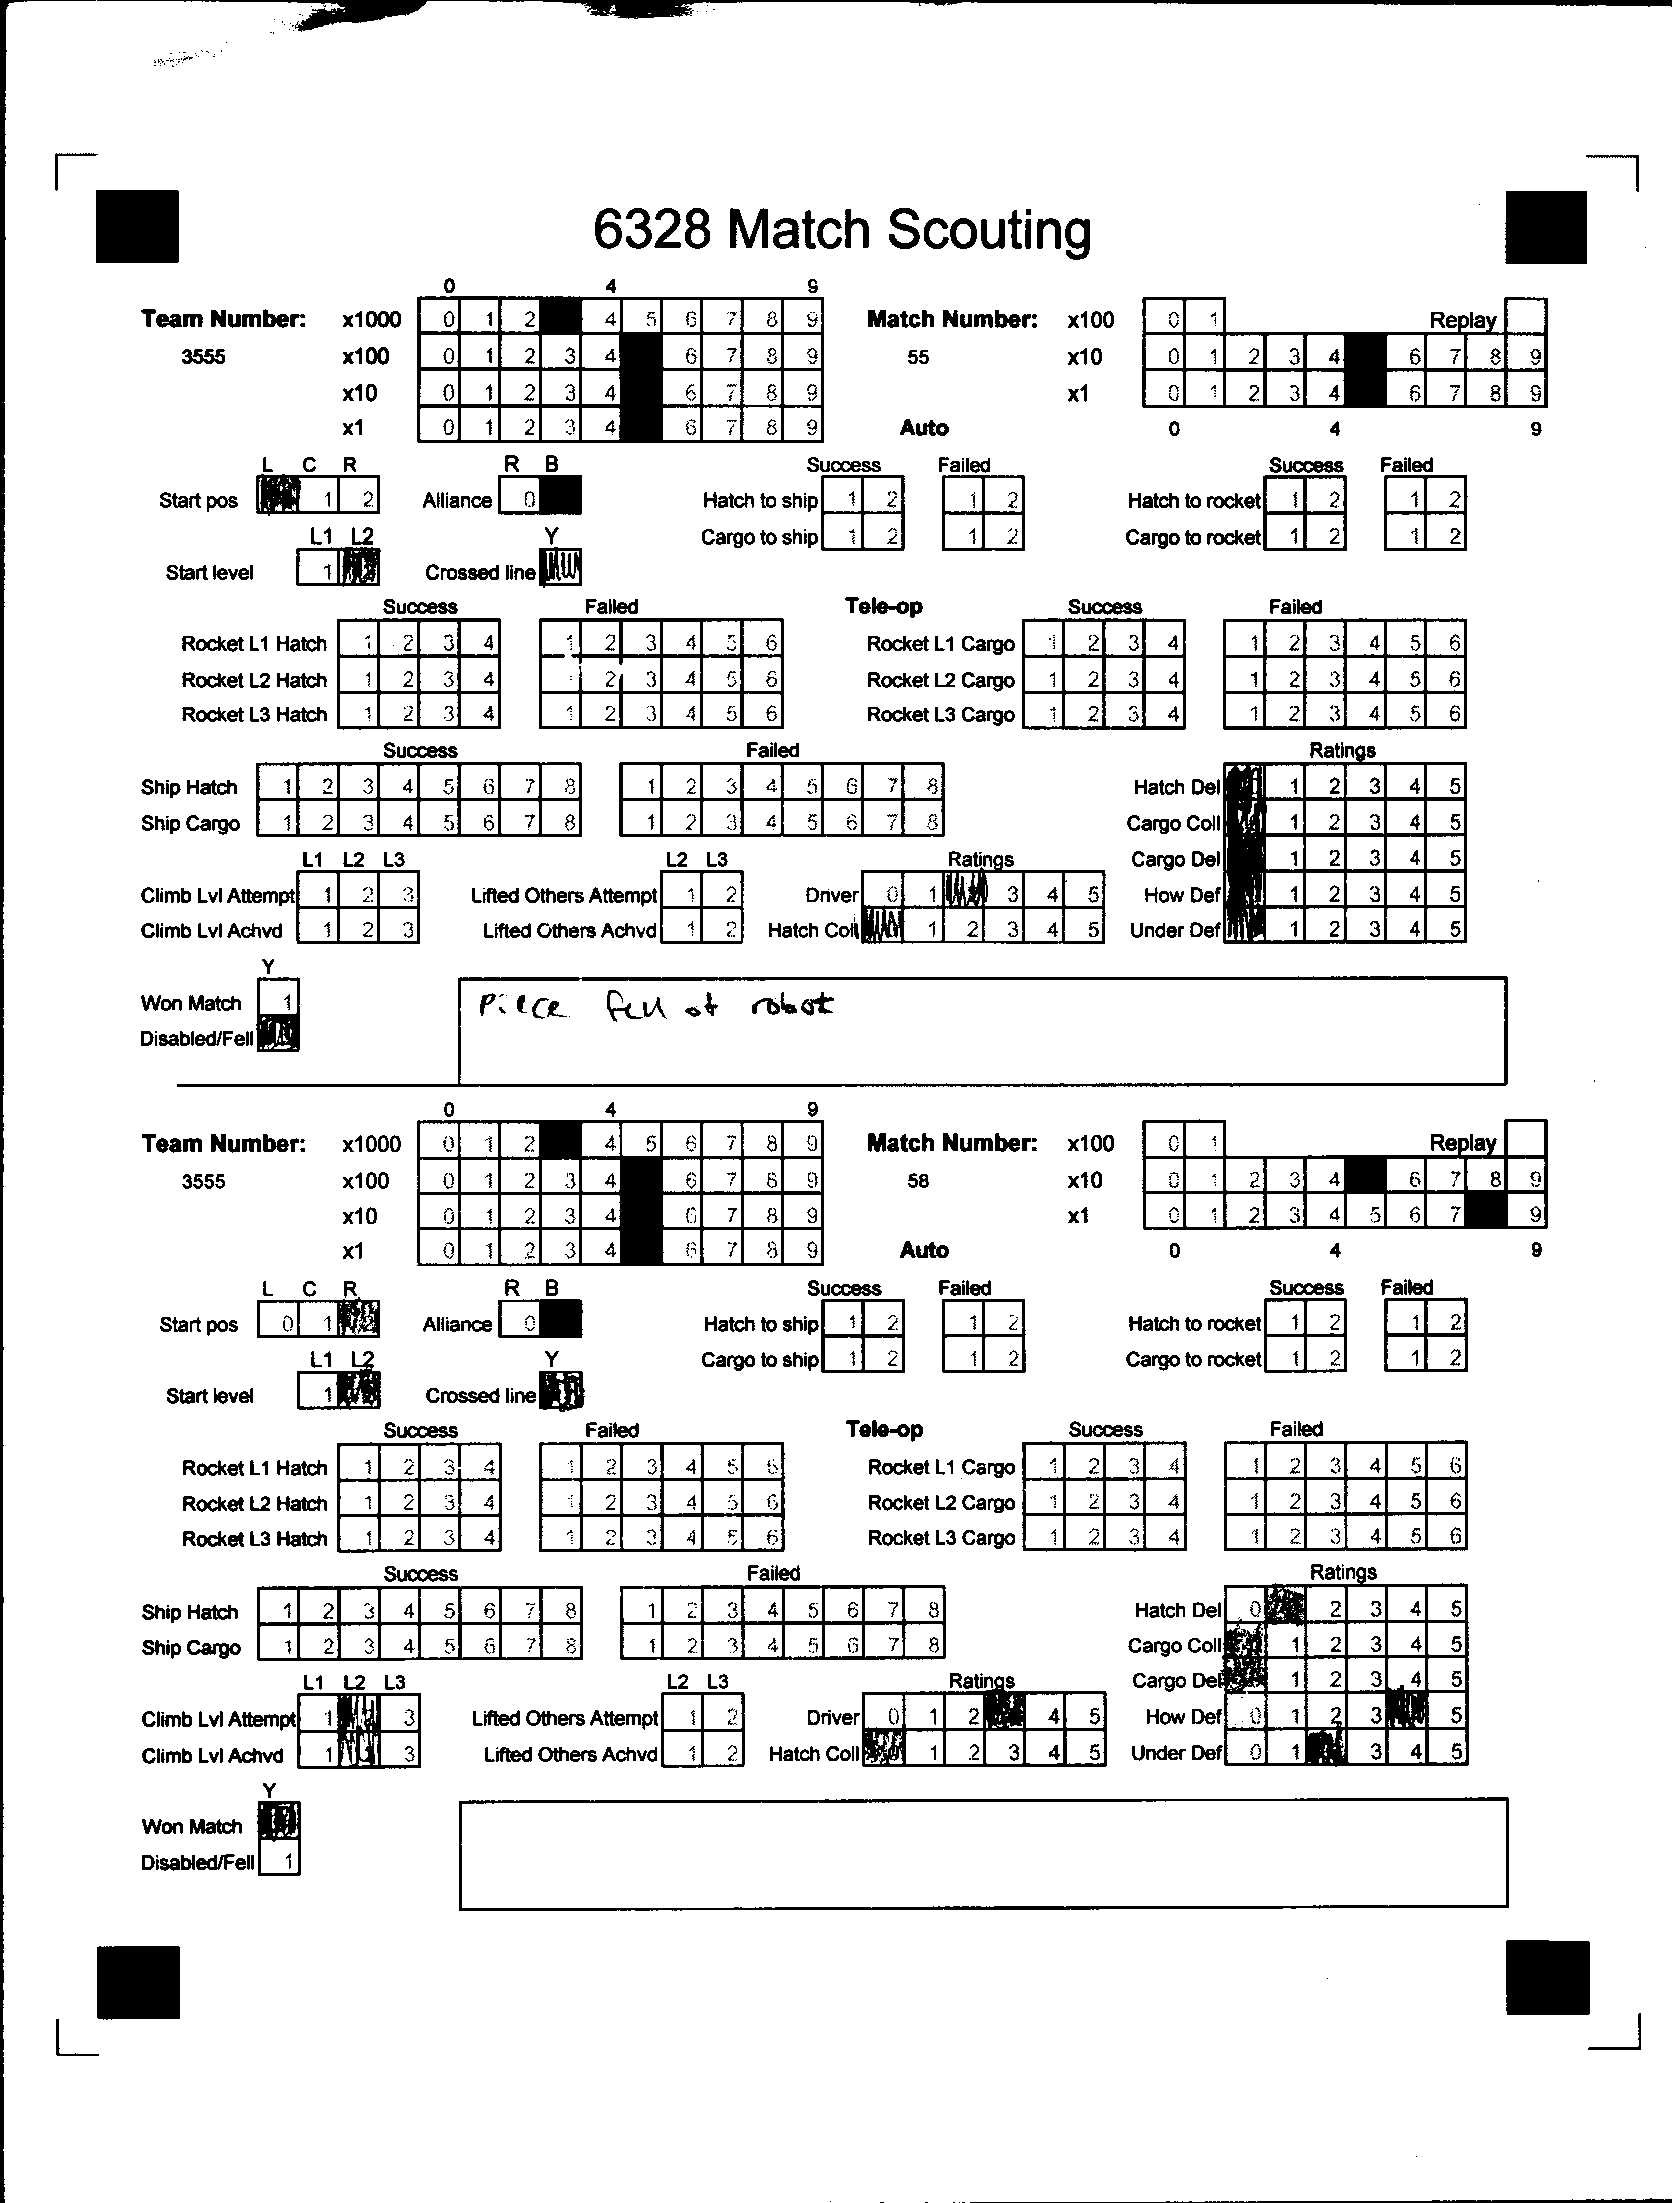 6328 Match Scouting
0 4 9
Team Number: x1000 0 1 2 4 5 6 7 8 9 Match Number: x100 0 1 Replay
3555 x100 0 1 2 3 4 6 7 8 9 55 x10 0 1 2 3 4 6 7 8 9
x10 0 1 2 3 4 6 7 8 9 x1 0 1 2 3 4 6 7 8 9
x1 0 1 2 3 4 6 7 8 9 Auto 0 4 9
L C R R B Success Failed Success Failed
Start pos 1 2 Alliance 0 Hatch to ship 1 2 1 2 Hatch to rocket 1 2 1 2
L1 L2 Y Cargo to ship 1 2 1 2 Cargo to rocket 1 2 1 2
Start level 1 Crossed line
Success Failed Tele-op Success Failed
Rocket L1 Hatch 1 2 3 4 1 2 3 4 5 6 Rocket L1 Cargo 1 2 3 4 1 2 3 4 5 6
Rocket L2 Hatch 1 2 3 4 1 2 3 4 5 6 Rocket L2 Cargo 1 2 3 4 1 2 3 4 5 6
Rocket L3 Hatch 1 2 3 4 1 2 3 4 5 6 Rocket L3 Cargo 1 2 3 4 1 2 3 4 5 6
Success Failed Ratings
Ship Hatch 1 2 3 4 5 6 7 8 1 2 3 4 5 6 7 8 Hatch Del 1 2 3 4 5
Ship Cargo 1 2 3 4 5 6 7 8 1 2 3 4 5 6 7 8 Cargo Coll 1 2 3 4 5
L1 L2 L3 L2 L3 Ratings Cargo Del 1 2 3 4 5
Climb Lvl Attempt 1 2 3 Lifted Others Attempt 1 2 Driver 0 1 3 4 5 How Def 1 2 3 4 5
Climb Lvl Achvd 1 2 3 Lifted Others Achvd 1 2 Hatch Coll 1 2 3 4 5 Under Def 1 2 3 4 5
Y
Won Match 1 Piece fell of robot
Disabled/Fell
0 4 9
Team Number: x1000 0 1 2 4 5 6 7 8 9 Match Number: x100 0 1 Replay
3555 x100 0 1 2 3 4 6 7 8 9 58 x10 0 1 2 3 4 6 7 8 9
x10 0 1 2 3 4 6 7 8 9 x1 0 1 2 3 4 5 6 7 9
x1 0 1 2 3 4 6 7 8 9 Auto 0 4 9
L C R R B Success Failed Success Failed
Start pos 0 1 Alliance 0 Hatch to ship 1 2 1 2 Hatch to rocket 1 2 1 2
L1 L2 Y Cargo to ship 1 2 1 2 Cargo to rocket 1 2 1 2
Start level 1 Crossed line
Success Failed Tele-op Success Failed
Rocket L1 Hatch 1 2 3 4 1 2 3 4 5 6 Rocket L1 Cargo 1 2 3 4 1 2 3 4 5 6
Rocket L2 Hatch 1 2 3 4 1 2 3 4 5 6 Rocket L2 Cargo 1 2 3 4 1 2 3 4 5 6
Rocket L3 Hatch 1 2 3 4 1 2 3 4 5 6 Rocket L3 Cargo 1 2 3 4 1 2 3 4 5 6
Success Failed Ratings
Ship Hatch 1 2 3 4 5 6 7 8 1 2 3 4 5 6 7 8 Hatch Del 0 2 3 4 5
Ship Cargo 1 2 3 4 5 6 7 8 1 2 3 4 5 6 7 8 Cargo Coll 1 2 3 4 5
L1 L2 L3 L2 L3 Ratings Cargo Del 1 2 3 4 5
Climb Lvl Attempt 1 3 Lifted Others Attempt 1 2 Driver 0 1 2 4 5 How Def 0 1 2 3 5
Climb Lvl Achvd 1 3 Lifted Others Achvd 1 2 Hatch Coll 1 2 3 4 5 Under Def 0 1 3 4 5
Y
Won Match
Disabled/Fell 1